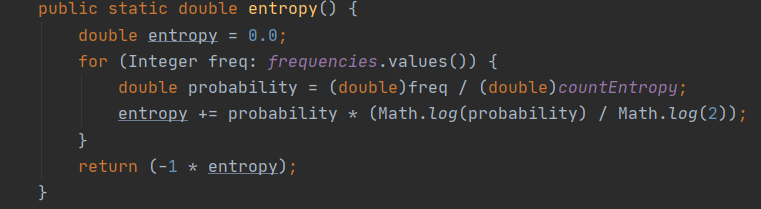 public static double entropy() {
    double entropy = 0.0;
    for (Integer freq: frequencies.values()) {
        double probability = (double)freq / (double)countEntropy;
        entropy += probability * (Math.log(probability) / Math.log(2));
    }
    return (-1 * entropy);
}